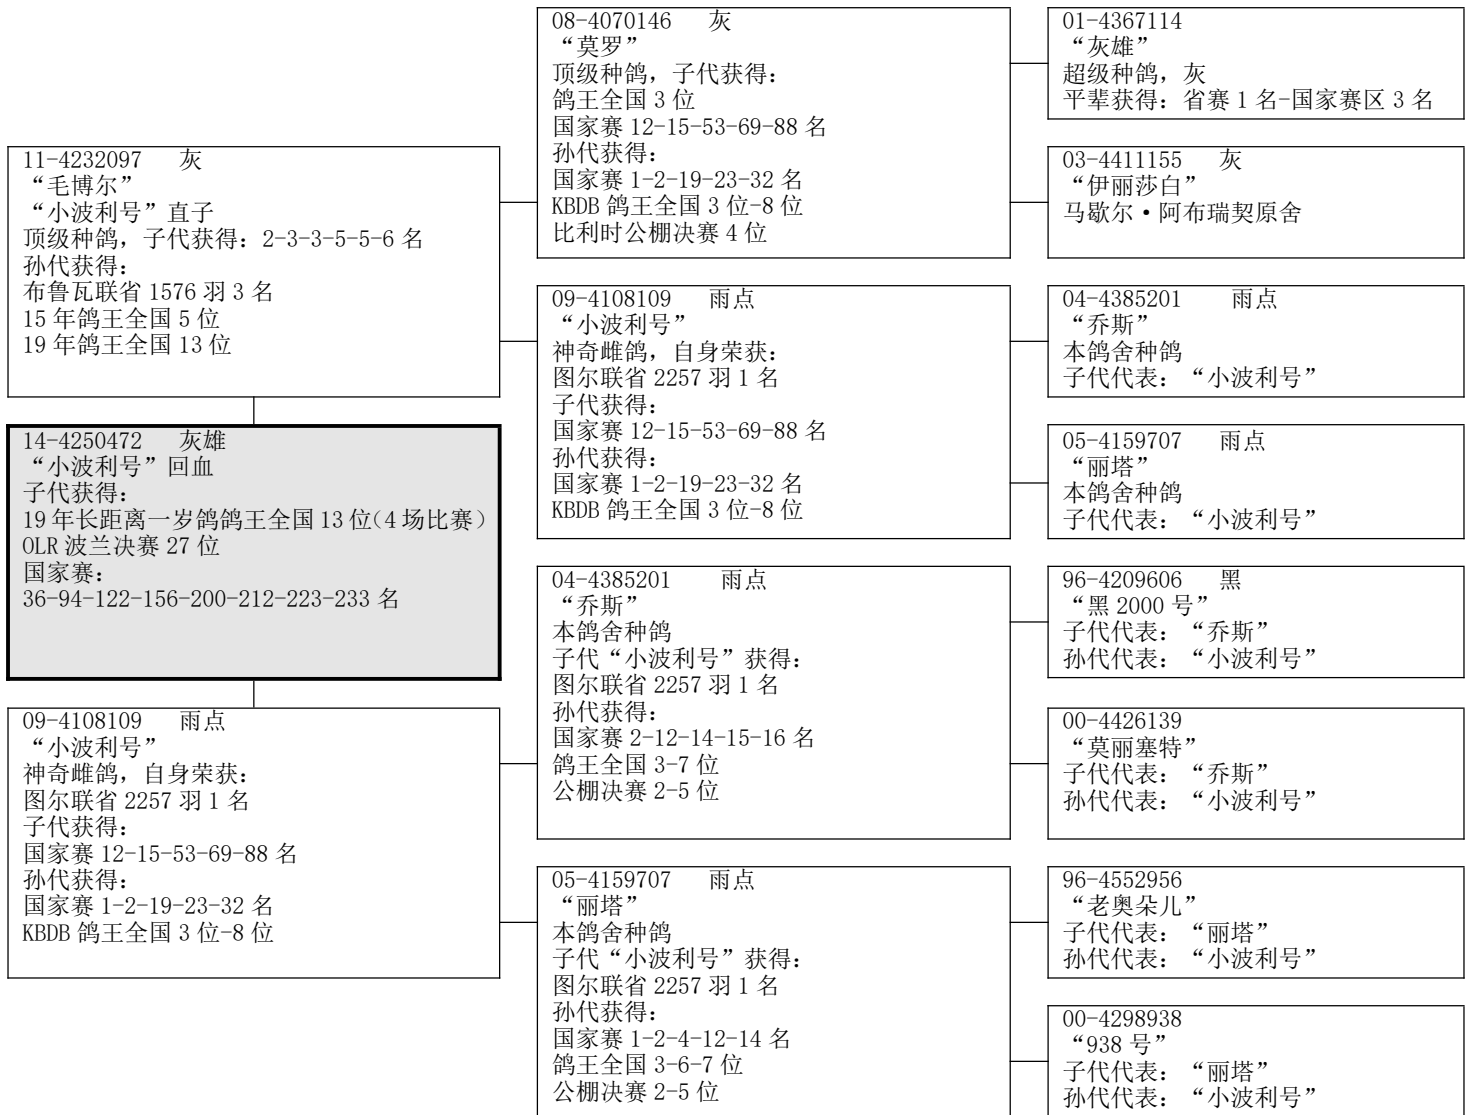 08-4070146 灰
“莫罗”
顶级种鸽，子代获得：
鸽王全国 3 位
国家赛 12-15-53-69-88 名
孙代获得：
国家赛 1-2-19-23-32 名
KBDB 鸽王全国 3 位-8 位
比利时公棚决赛 4 位
01-4367114
“灰雄”
超级种鸽，灰
平辈获得：省赛 1 名-国家赛区 3 名
03-4411155 灰
“伊丽莎白”
马歇尔·阿布瑞契原舍
11-4232097 灰
“毛博尔”
“小波利号”直子
顶级种鸽，子代获得：2-3-3-5-5-6 名
孙代获得：
布鲁瓦联省 1576 羽 3 名
15 年鸽王全国 5 位
19 年鸽王全国 13 位
09-4108109 雨点
“小波利号”
神奇雌鸽，自身荣获：
图尔联省 2257 羽 1 名
子代获得：
国家赛 12-15-53-69-88 名
孙代获得：
国家赛 1-2-19-23-32 名
KBDB 鸽王全国 3 位-8 位
04-4385201 雨点
“乔斯”
本鸽舍种鸽
子代代表：“小波利号”
05-4159707 雨点
“丽塔”
本鸽舍种鸽
子代代表：“小波利号”
14-4250472 灰雄
“小波利号”回血
子代获得：
19 年长距离一岁鸽鸽王全国 13 位(4 场比赛)
OLR 波兰决赛 27 位
国家赛：
36-94-122-156-200-212-223-233 名
04-4385201 雨点
“乔斯”
本鸽舍种鸽
子代“小波利号”获得：
图尔联省 2257 羽 1 名
孙代获得：
国家赛 2-12-14-15-16 名
鸽王全国 3-7 位
公棚决赛 2-5 位
96-4209606 黑
“黑 2000 号”
子代代表：“乔斯”
孙代代表：“小波利号”
00-4426139
“莫丽塞特”
子代代表：“乔斯”
孙代代表：“小波利号”
09-4108109 雨点
“小波利号”
神奇雌鸽，自身荣获：
图尔联省 2257 羽 1 名
子代获得：
国家赛 12-15-53-69-88 名
孙代获得：
国家赛 1-2-19-23-32 名
KBDB 鸽王全国 3 位-8 位
05-4159707 雨点
“丽塔”
本鸽舍种鸽
子代“小波利号”获得：
图尔联省 2257 羽 1 名
孙代获得：
国家赛 1-2-4-12-14 名
鸽王全国 3-6-7 位
公棚决赛 2-5 位
96-4552956
“老奥朵儿”
子代代表：“丽塔”
孙代代表：“小波利号”
00-4298938
“938 号”
子代代表：“丽塔”
孙代代表：“小波利号”